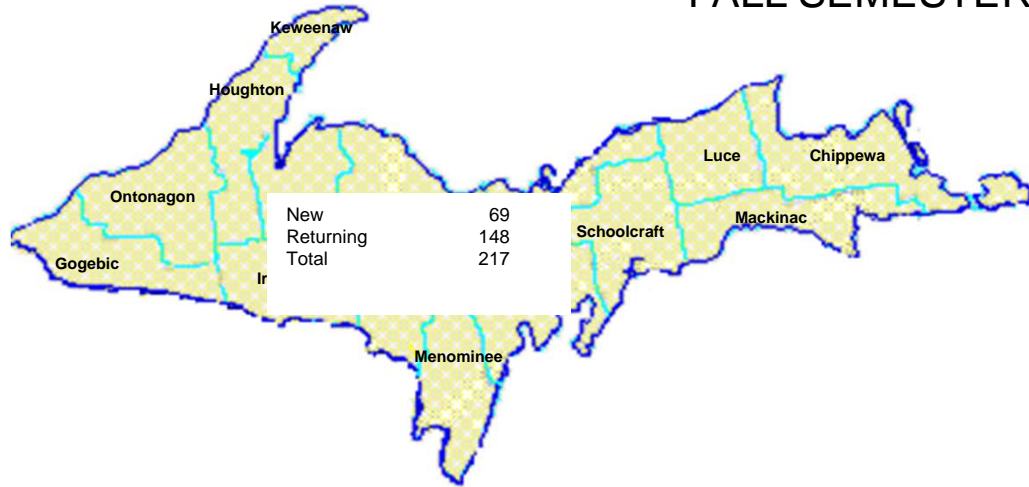 FALL SEMESTER
Keweenaw
Houghton
Luce
Chippewa
Ontonagon
Mackinac
New 69
Returning 148
Total 217
Schoolcraft
Gogebic
Menominee